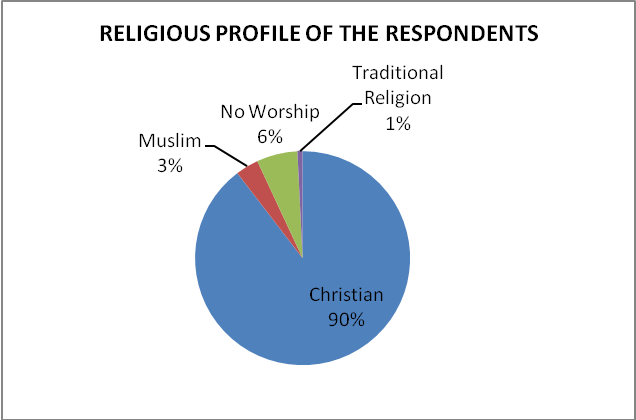 RELIGIOUS PROFILE OF THE RESPONDENTS
Traditional
Religion
1%
No Worship
6%
Muslim
3%
Christian
90%